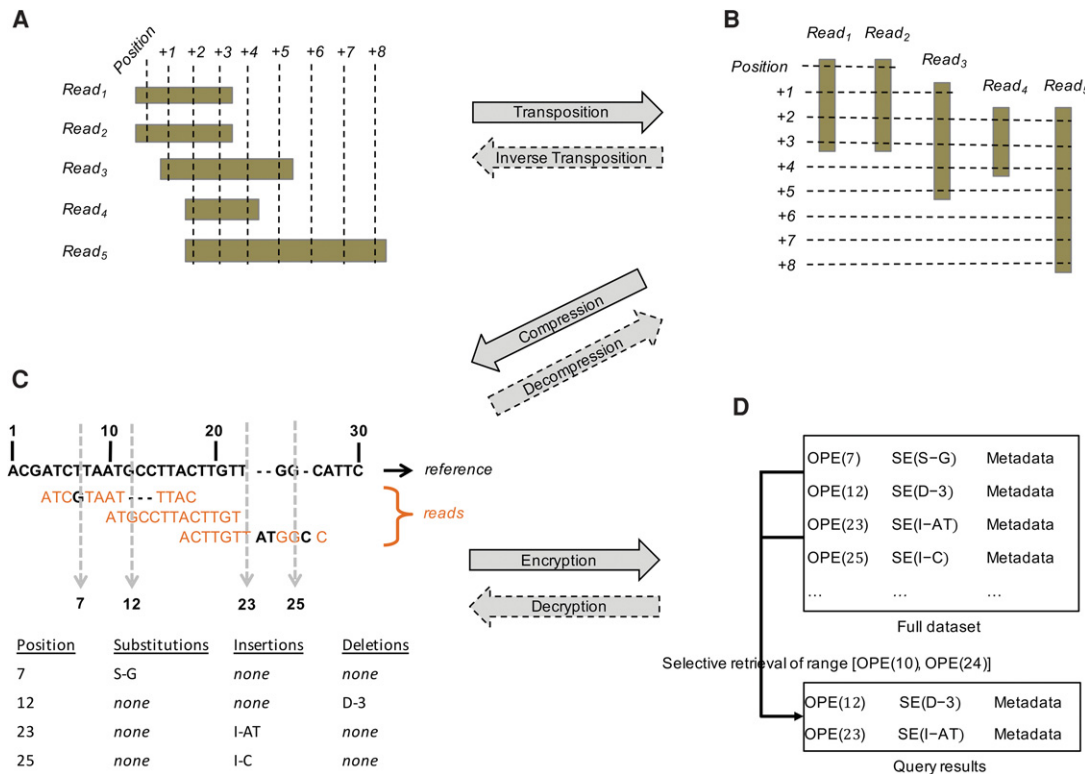 A
Position +1 +2 +3 +4 +5 +6 +7 +8
Read1
Read2
Read3
Read4
Read5
Transposition
Inverse Transposition
B
Read1 Read2 Read3 Read4 Read5
Position
+1
+2
+3
+4
+5
+6
+7
+8
Compression
Decompression
C
1 10 20 30
ACGATCTTAATGCCTTACTTGTT --GG-CATTC reference
ATCGTAAT---TTAC
ATGCCTTACTTGT
ACTTGTT ATGGC C
reads
7 12 23 25
Position Substitutions Insertions Deletions
7 S-G none none
12 none none D-3
23 none I-AT none
25 none I-C none
Encryption
Decryption
D
OPE(7) SE(S-G) Metadata
OPE(12) SE(D-3) Metadata
OPE(23) SE(I-AT) Metadata
OPE(25) SE(I-C) Metadata
... ... ...
Full dataset
Selective retrieval of range [OPE(10), OPE(24)]
OPE(12) SE(D-3) Metadata
OPE(23) SE(I-AT) Metadata
Query results